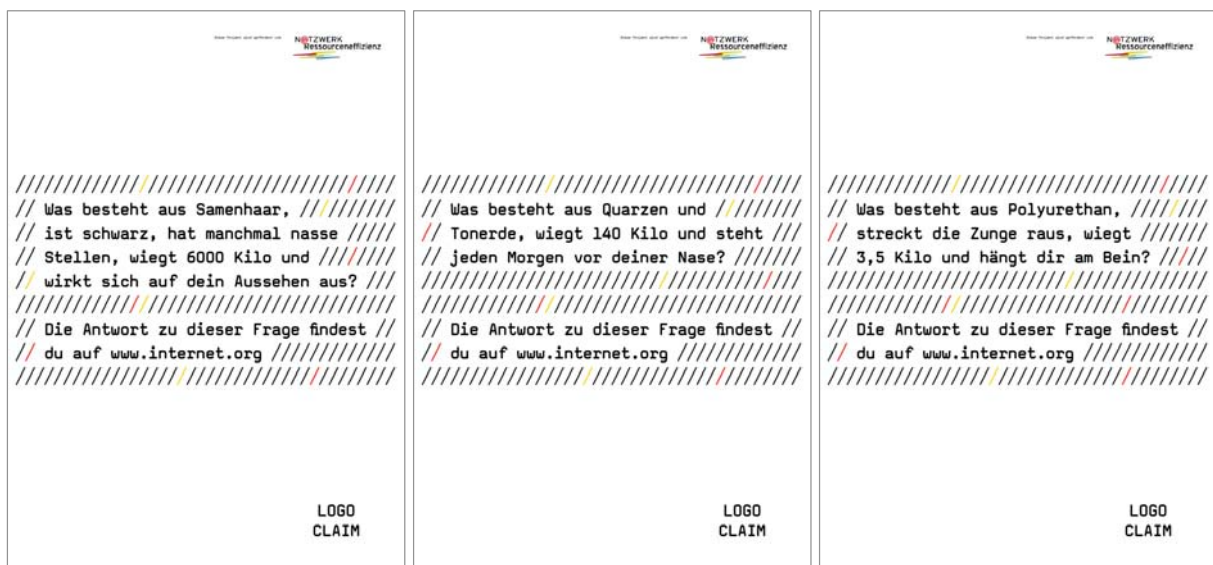 NETZWERK
Ressourceneffizienz
Was besteht aus Samenhaar,
ist schwarz, hat manchmal nasse
Stellen, wiegt 6000 Kilo und
wirkt sich auf dein Aussehen aus?
Die Antwort zu dieser Frage findest
du auf www.internet.org
LOGO
CLAIM
NETZWERK
Ressourceneffizienz
Was besteht aus Quarzen und
Tonerde, wiegt 140 Kilo und steht
jeden Morgen vor deiner Nase?
Die Antwort zu dieser Frage findest
du auf www.internet.org
LOGO
CLAIM
NETZWERK
Ressourceneffizienz
Was besteht aus Polyurethan,
streckt die Zunge raus, wiegt
3,5 Kilo und hängt dir am Bein?
Die Antwort zu dieser Frage findest
du auf www.internet.org
LOGO
CLAIM